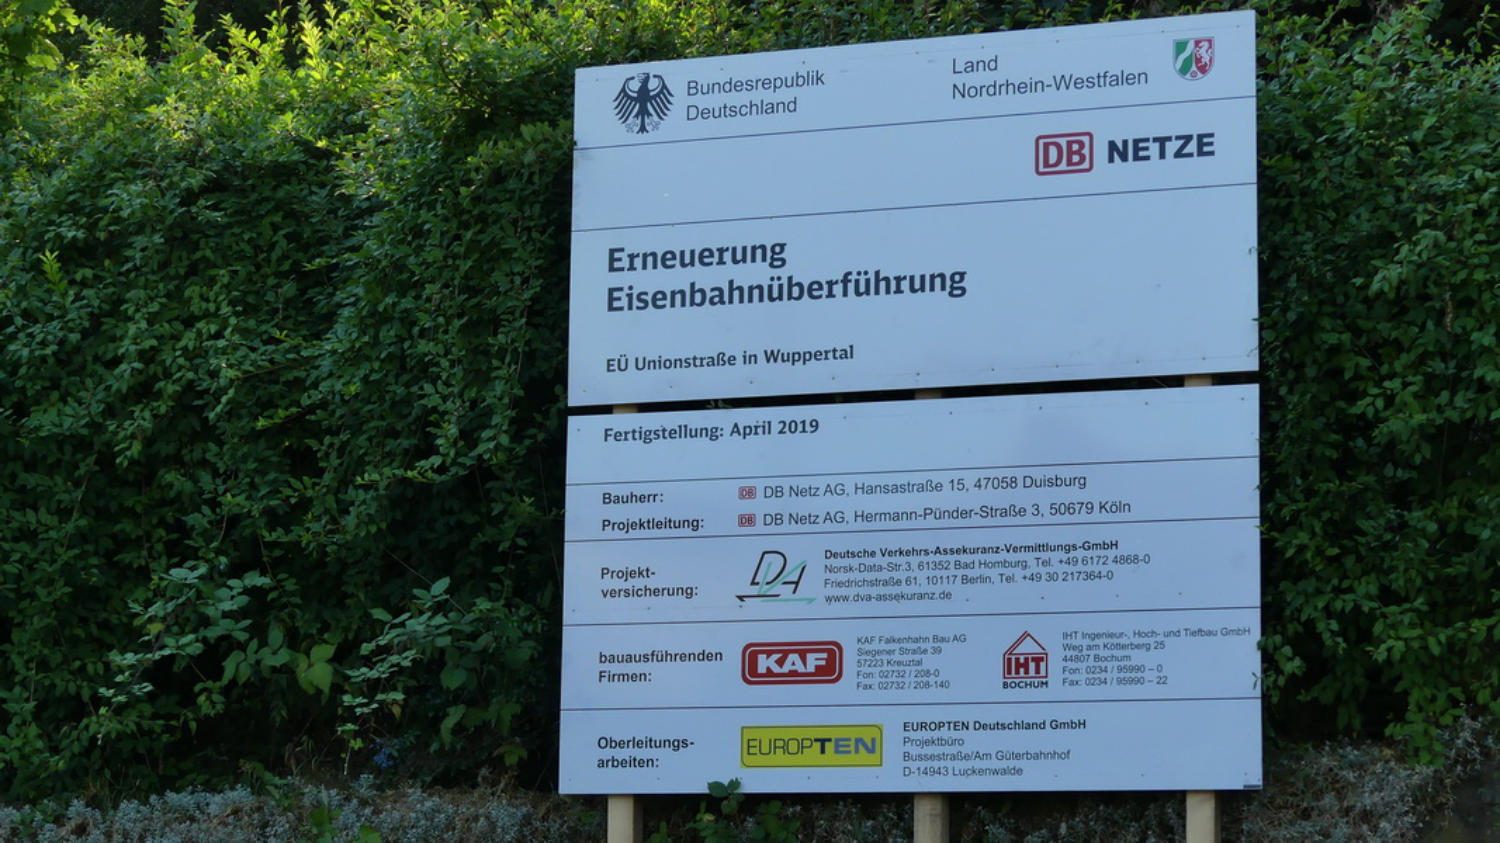 Bundesrepublik
Deutschland
Land
Nordrhein-Westfalen
DB NETZE
Erneuerung
Eisenbahnüberführung
EÜ Unionstraße in Wuppertal
Fertigstellung: April 2019
Bauherr: DB DB Netz AG, Hansastraße 15, 47058 Duisburg
Projektleitung: DB DB Netz AG, Hermann-Pünder-Straße 3, 50679 Köln
Projekt-
versicherung:
DVA
Deutsche Verkehrs-Assekuranz-Vermittlungs-GmbH
Norsk-Data-Str.3, 61352 Bad Homburg, Tel. +49 6172 4868-0
Friedrichstraße 61, 10117 Berlin, Tel. +49 30 217364-0
www.dva-assekuranz.de
bauausführenden
Firmen:
KAF
KAF Falkenhahn Bau AG
Siegener Straße 39
57223 Kreuztal
Fon: 02732 / 208-0
Fax: 02732 / 208-140
IHT
BOCHUM
IHT Ingenieur-, Hoch- und Tiefbau GmbH
Weg am Kötterberg 25
44807 Bochum
Fon: 0234 / 95990 – 0
Fax: 0234 / 95990 – 22
Oberleitungs-
arbeiten:
EUROPTEN
EUROPTEN Deutschland GmbH
Projektbüro
Bussestraße/Am Güterbahnhof
D-14943 Luckenwalde